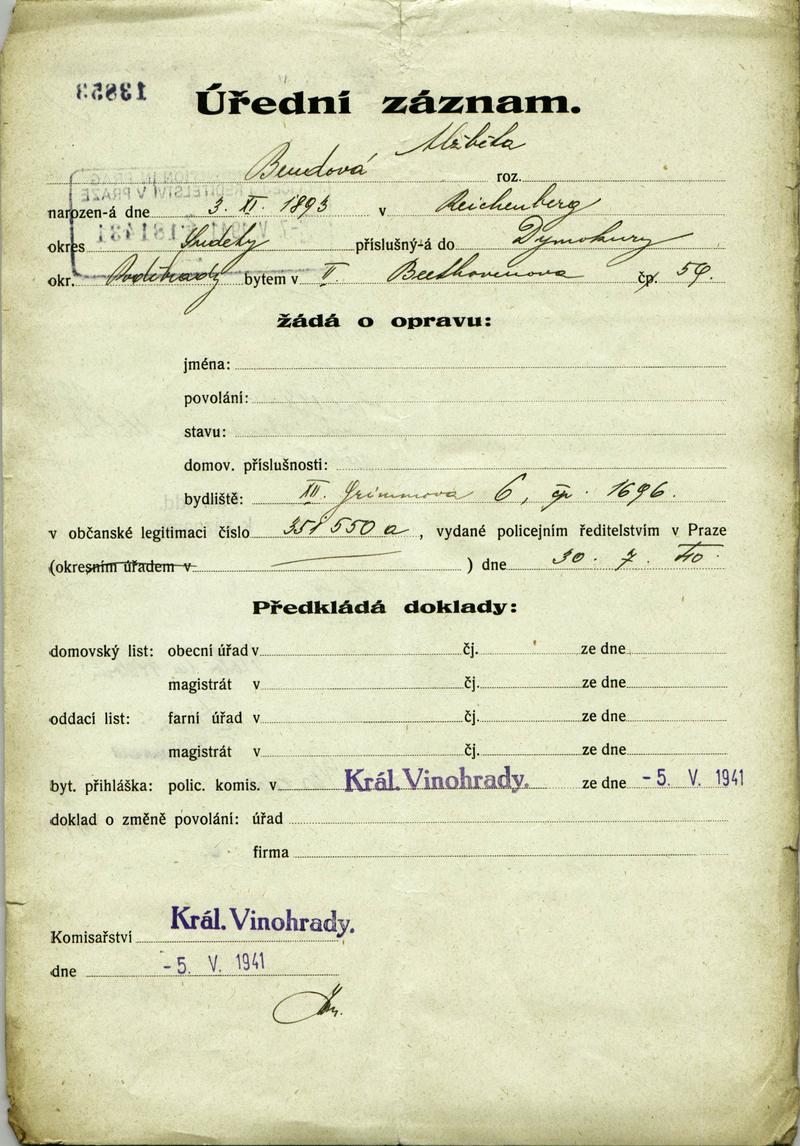 13853
Úřední záznam.
Bendová Alžběta roz.
narozen-á dne 3. XI. 1893 v Reichenberg
okres Sudety příslušný-á do Dymokury
okr. Poděbrady bytem v II. Beethovenova čp. 54.
žádá o opravu:
jména:
povolání:
stavu:
domov. příslušnosti:
bydliště: XII. Grimmova 6, čp. 1696.
v občanské legitimaci číslo 351550a, vydané policejním ředitelstvím v Praze
(okresním úřadem v ) dne 30. 7. 40.
Předkládá doklady:
domovský list: obecní úřad v čj. ze dne
magistrát v čj. ze dne
oddací list: farní úřad v čj. ze dne
magistrát v čj. ze dne
byt. přihláška: polic. komis. v Král. Vinohrady. ze dne -5. V. 1941
doklad o změně povolání: úřad
firma
Komisařství Král. Vinohrady.
dne -5. V. 1941